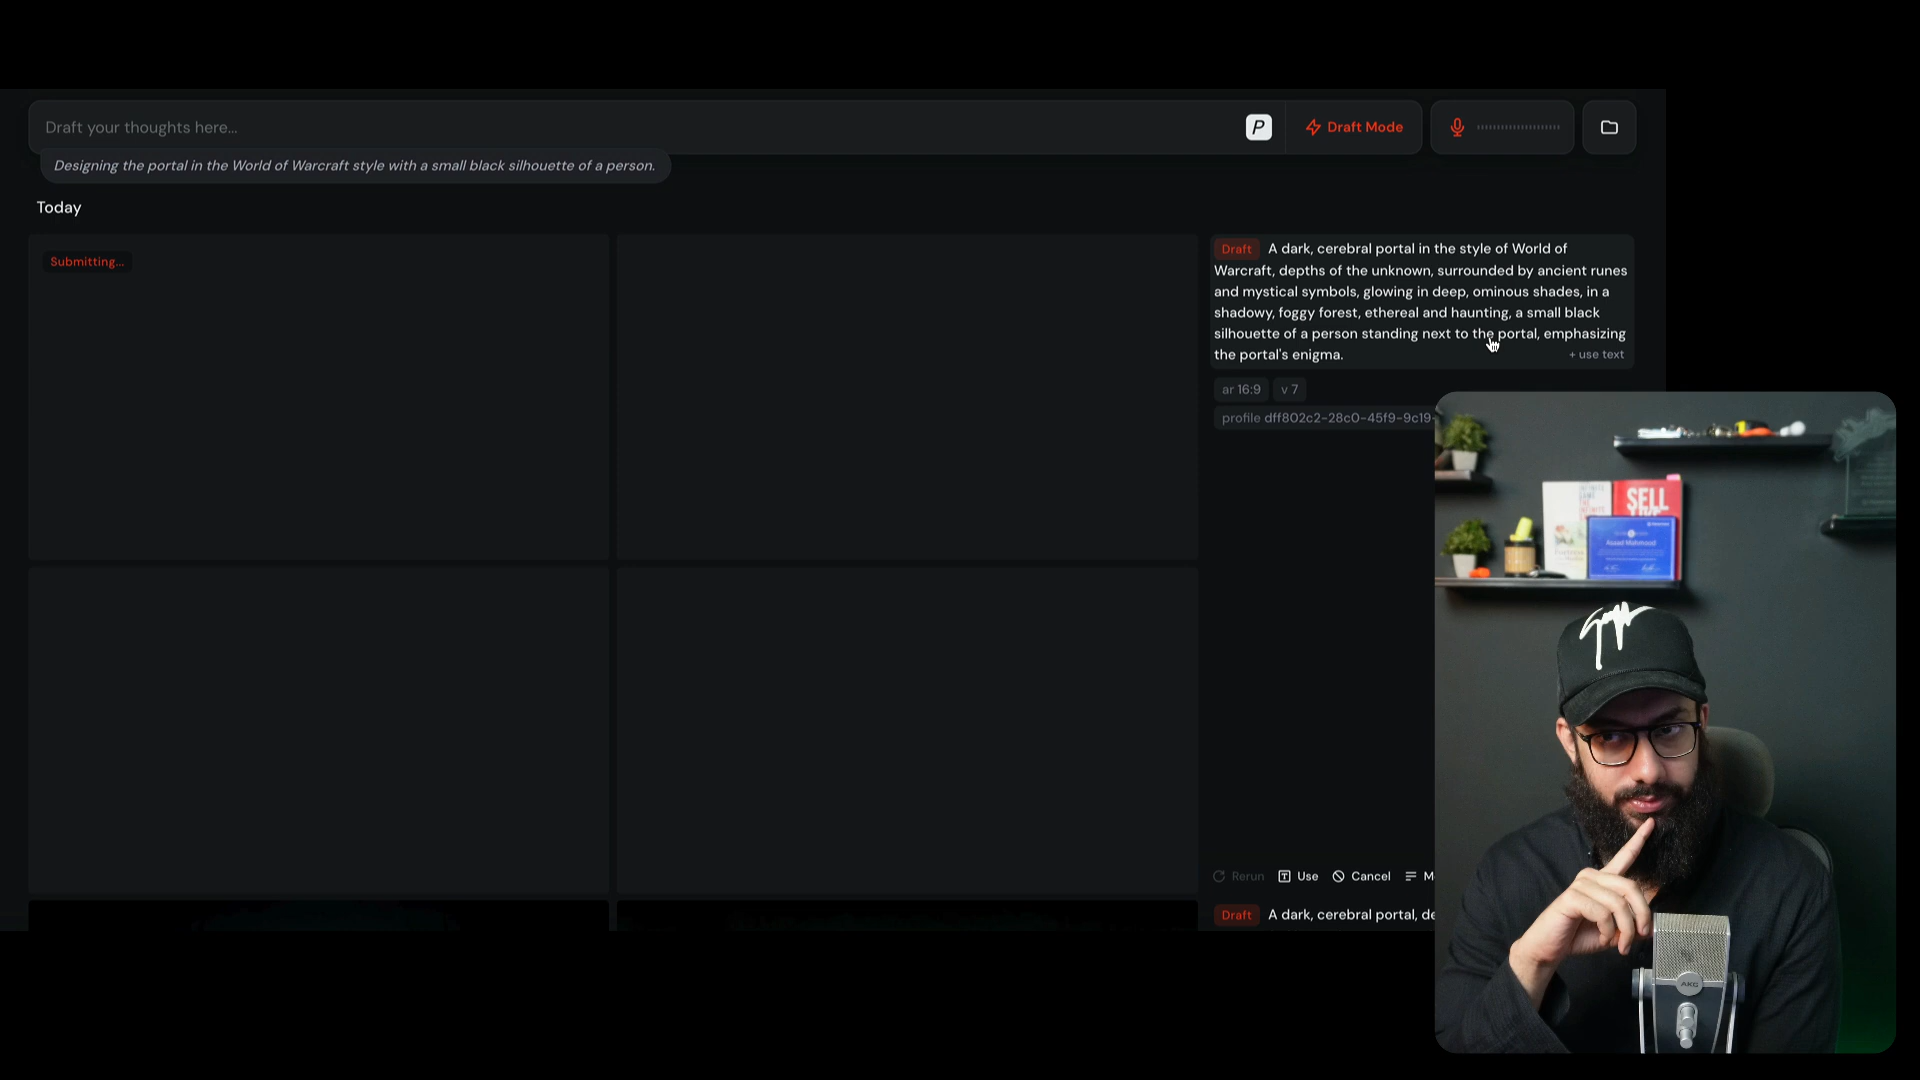 Draft your thoughts here...
P
Draft Mode
Designing the portal in the World of Warcraft style with a small black silhouette of a person.
Today
Submitting...
Draft A dark, cerebral portal in the style of World of
Warcraft, depths of the unknown, surrounded by ancient runes
and mystical symbols, glowing in deep, ominous shades, in a
shadowy, foggy forest, ethereal and haunting, a small black
silhouette of a person standing next to the portal, emphasizing
the portal's enigma.
+ use text
ar 16:9 v 7
profile dff802c2-28c0-45f9-9c19-
SELL
Asaad Mahmood
Rerun Use Cancel M
Draft A dark, cerebral portal, de
AKG